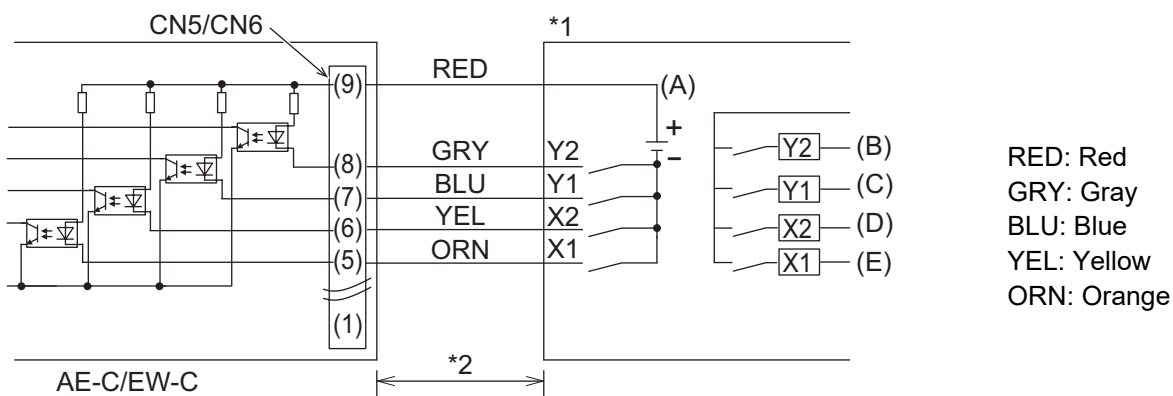 CN5/CN6
*1
(9) RED (A)
+
−
(8) GRY Y2
(7) BLU Y1
(6) YEL X2
(5) ORN X1
(1)
Y2 (B)
Y1 (C)
X2 (D)
X1 (E)
*2
AE-C/EW-C
RED: Red
GRY: Gray
BLU: Blue
YEL: Yellow
ORN: Orange